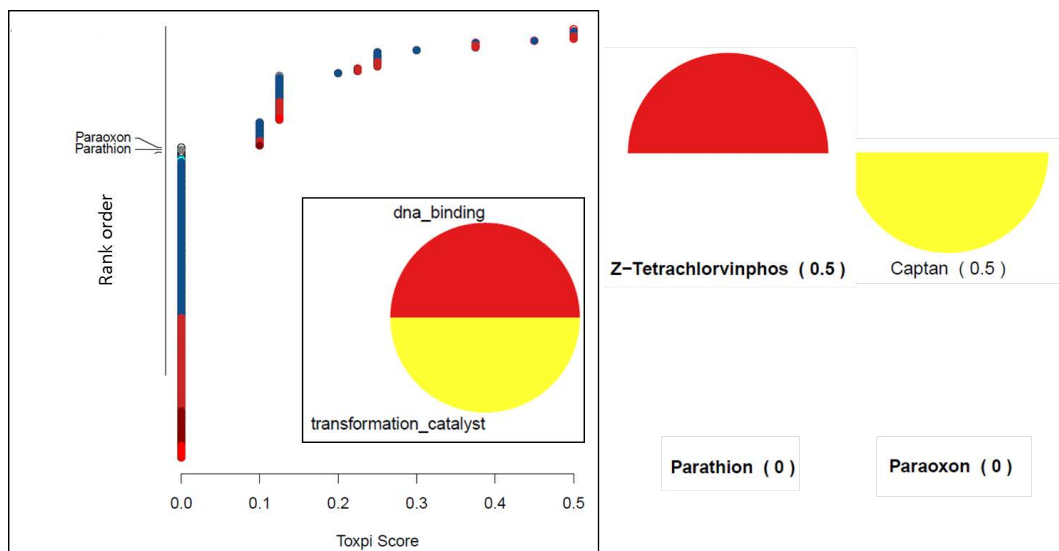 Paraoxon
Parathion
Rank order
dna_binding
transformation_catalyst
0.0 0.1 0.2 0.3 0.4 0.5
Toxpi Score
Z−Tetrachlorvinphos ( 0.5 )
Captan ( 0.5 )
Parathion ( 0 )
Paraoxon ( 0 )